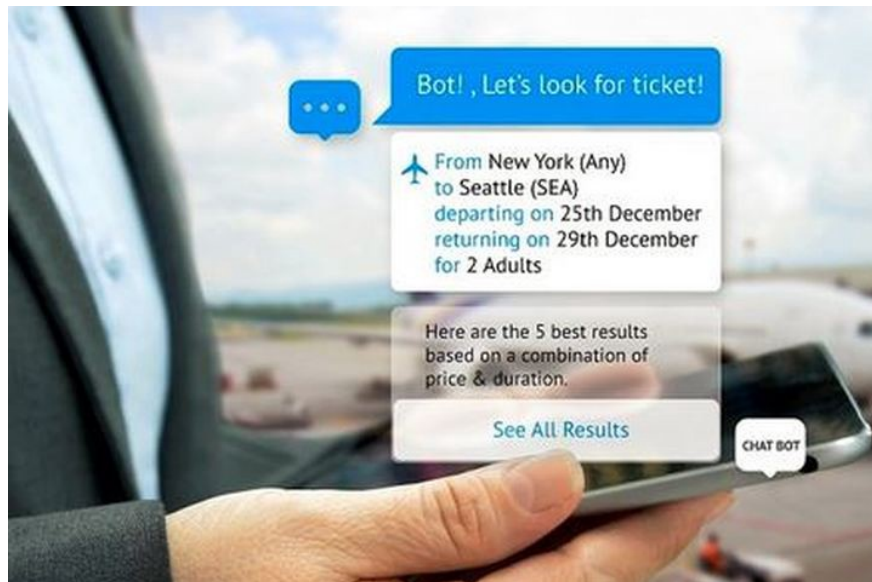 Bot! , Let's look for ticket!
From New York (Any)
to Seattle (SEA)
departing on 25th December
returning on 29th December
for 2 Adults
Here are the 5 best results
based on a combination of
price & duration.
See All Results
CHAT BOT